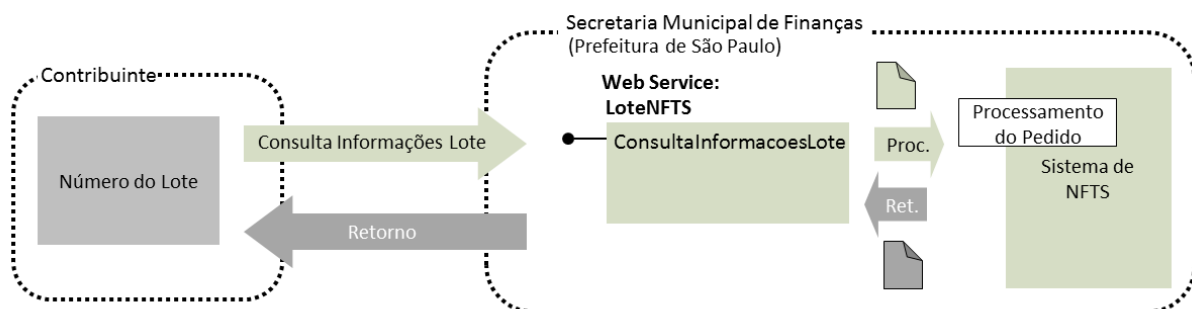 Secretaria Municipal de Finanças
(Prefeitura de São Paulo)
Contribuinte
Web Service:
LoteNFTS
Número do Lote
Consulta Informações Lote
ConsultaInformacoesLote
Proc.
Processamento
do Pedido
Sistema de
NFTS
Retorno
Ret.